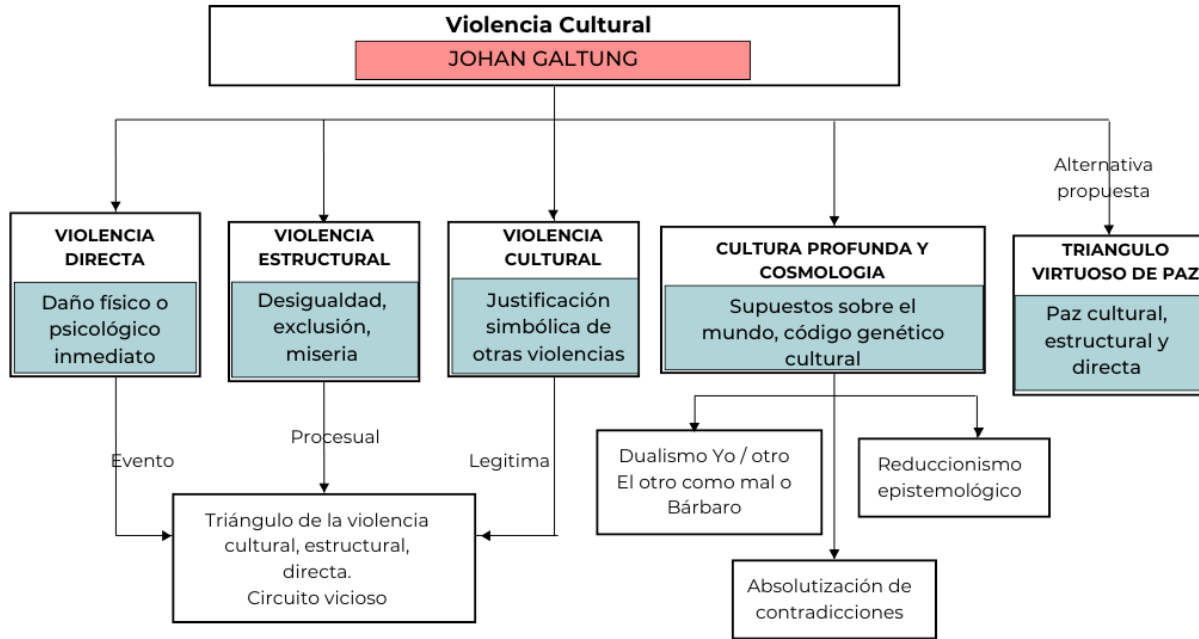 Violencia Cultural
JOHAN GALTUNG
Alternativa
propuesta
VIOLENCIA
DIRECTA
Daño físico o
psicológico
inmediato
VIOLENCIA
ESTRUCTURAL
Desigualdad,
exclusión,
miseria
VIOLENCIA
CULTURAL
Justificación
simbólica de
otras violencias
CULTURA PROFUNDA Y
COSMOLOGIA
Supuestos sobre el
mundo, código genético
cultural
TRIANGULO
VIRTUOSO DE PAZ
Paz cultural,
estructural y
directa
Evento
Procesual
Legitima
Triángulo de la violencia
cultural, estructural,
directa.
Circuito vicioso
Dualismo Yo / otro
El otro como mal o
Bárbaro
Reduccionismo
epistemológico
Absolutización de
contradicciones